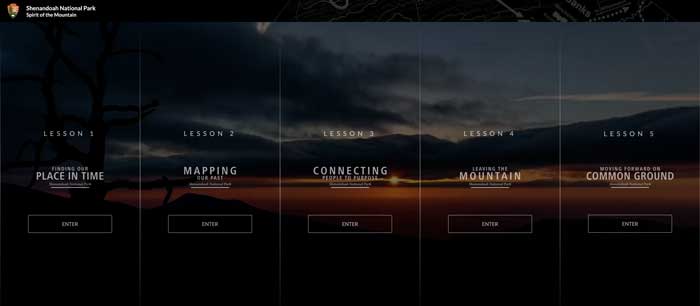 Shenandoah National Park
Spirit of the Mountain
LESSON 1
FINDING OUR
PLACE IN TIME
Shenandoah National Park
ENTER
LESSON 2
MAPPING
OUR PAST
Shenandoah National Park
ENTER
LESSON 3
CONNECTING
PEOPLE TO PURPOSE
Shenandoah National Park
ENTER
LESSON 4
LEAVING THE
MOUNTAIN
Shenandoah National Park
ENTER
LESSON 5
MOVING FORWARD ON
COMMON GROUND
Shenandoah National Park
ENTER